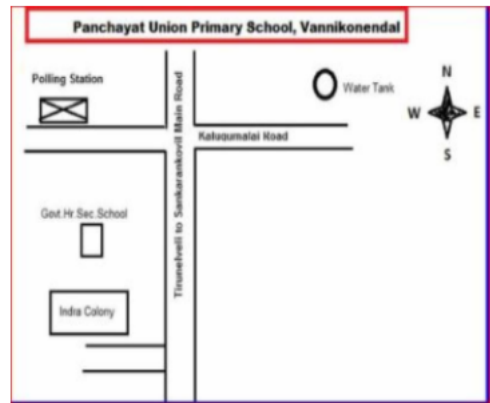 Panchayat Union Primary School, Vannikonendal
Polling Station
Water Tank
N
W
E
S
Tirunelveli to Sankarankovil Main Road
Kalugumalai Road
Govt.Hr.Sec.School
Indra Colony